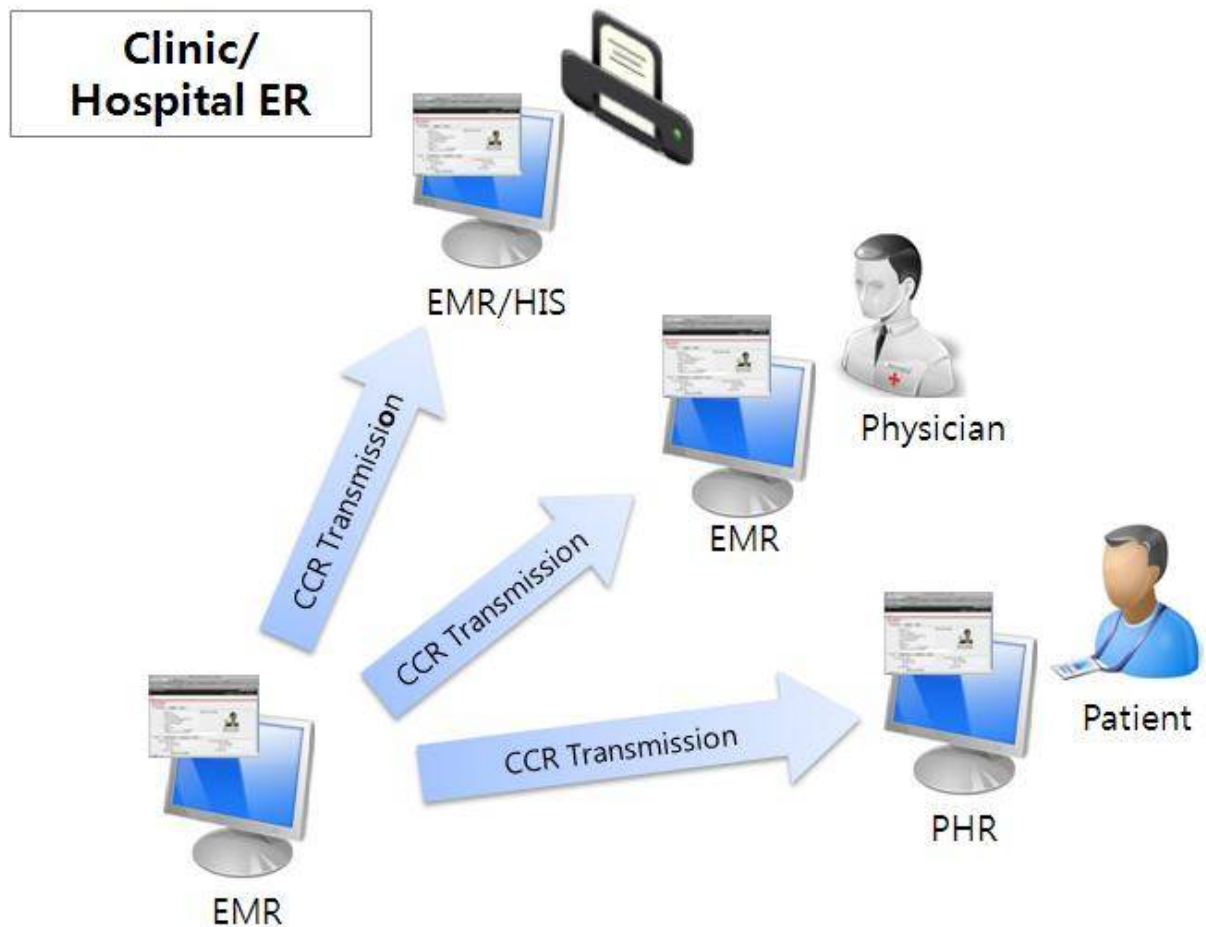 Clinic/
Hospital ER
EMR/HIS
Physician
EMR
CCR Transmission
CCR Transmission
CCR Transmission
Patient
PHR
EMR